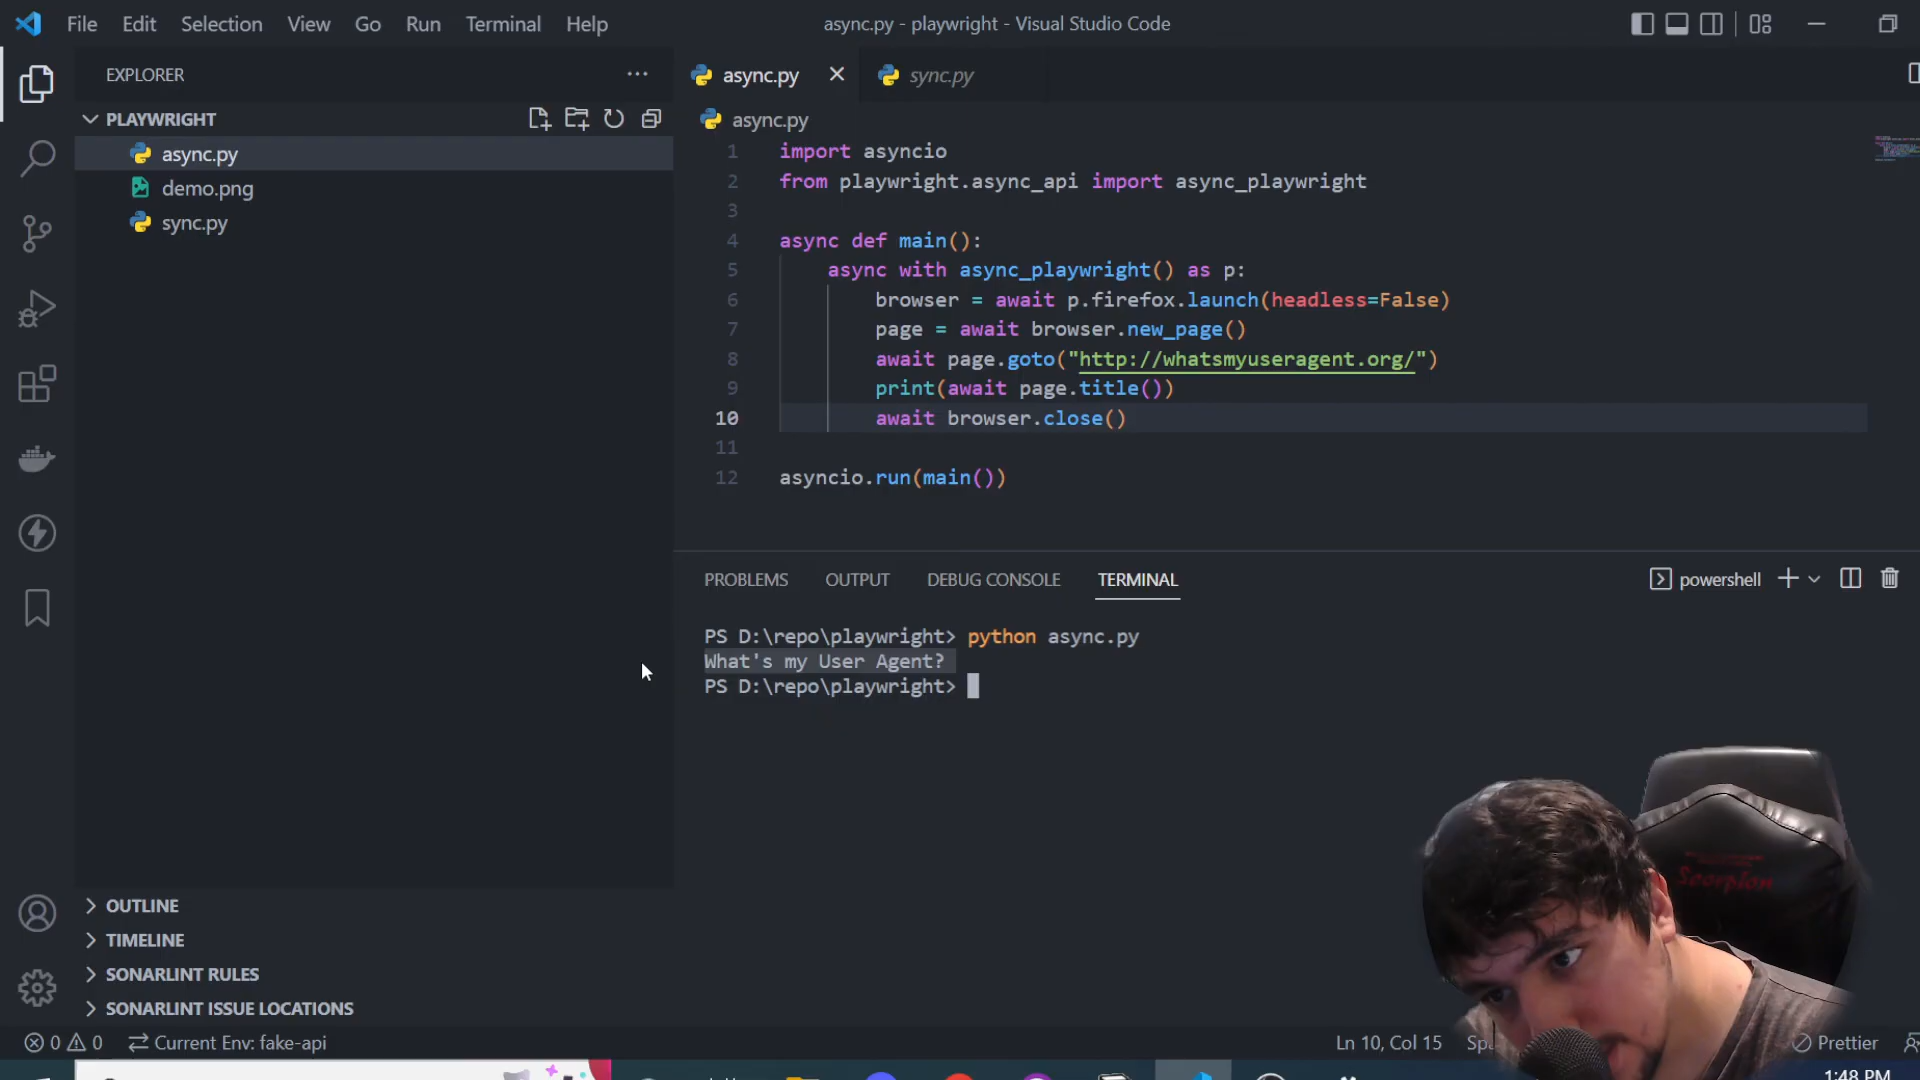 File Edit Selection View Go Run Terminal Help
async.py - playwright - Visual Studio Code
EXPLORER
PLAYWRIGHT
async.py
demo.png
sync.py
OUTLINE
TIMELINE
SONARLINT RULES
SONARLINT ISSUE LOCATIONS
async.py
sync.py
async.py
1 import asyncio
2 from playwright.async_api import async_playwright
3
4 async def main():
5 async with async_playwright() as p:
6 browser = await p.firefox.launch(headless=False)
7 page = await browser.new_page()
8 await page.goto("http://whatsmyuseragent.org/")
9 print(await page.title())
10 await browser.close()
11
12 asyncio.run(main())
PROBLEMS OUTPUT DEBUG CONSOLE TERMINAL
powershell
PS D:\repo\playwright> python async.py
What's my User Agent?
PS D:\repo\playwright>
Scorpion
0 0 Current Env: fake-api
Ln 10, Col 15
Prettier
1:48 PM